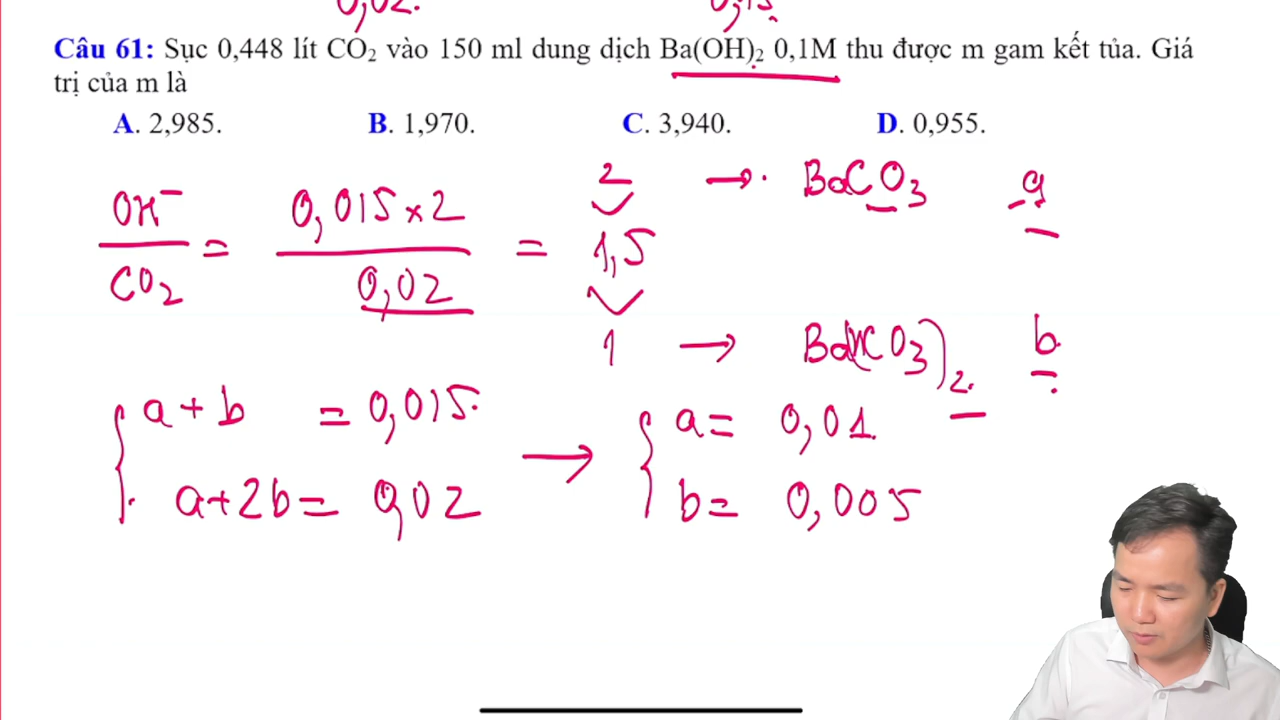 0,02.
Câu 61: Sục 0,448 lít CO₂ vào 150 ml dung dịch Ba(OH)₂ 0,1M thu được m gam kết tủa. Giá
trị của m là
A. 2,985. B. 1,970. C. 3,940. D. 0,955.
2 → BaCO₃ a
OH⁻/CO₂ = 0,015×2/0,02 = 1,5
1 → Ba(HCO₃)₂ b
a + b = 0,015
a + 2b = 0,02
→
a = 0,01
b = 0,005